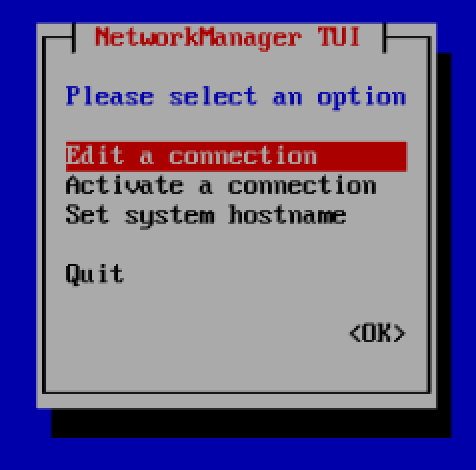 NetworkManager TUI
Please select an option
Edit a connection
Activate a connection
Set system hostname
Quit
<OK>